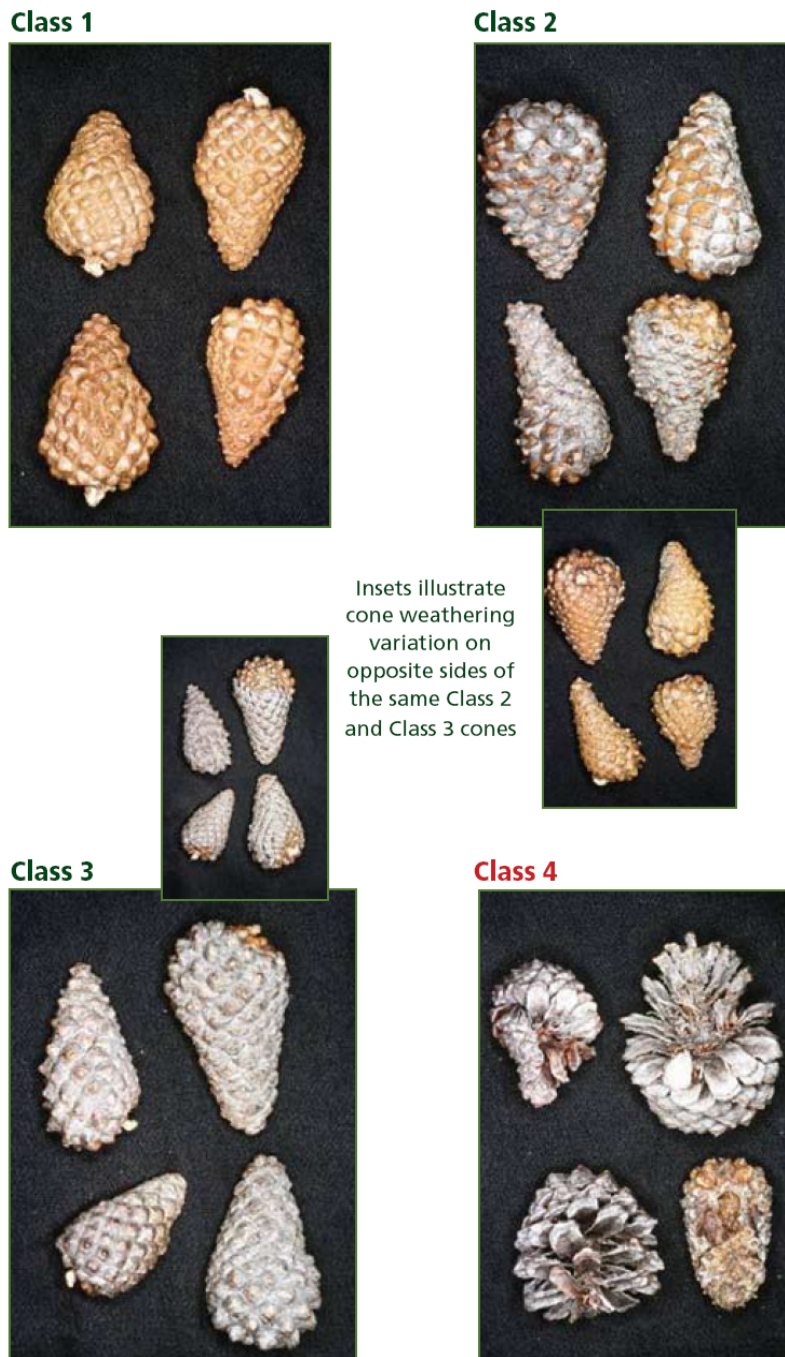 Class 1
Class 2
Insets illustrate
cone weathering
variation on
opposite sides of
the same Class 2
and Class 3 cones
Class 3
Class 4